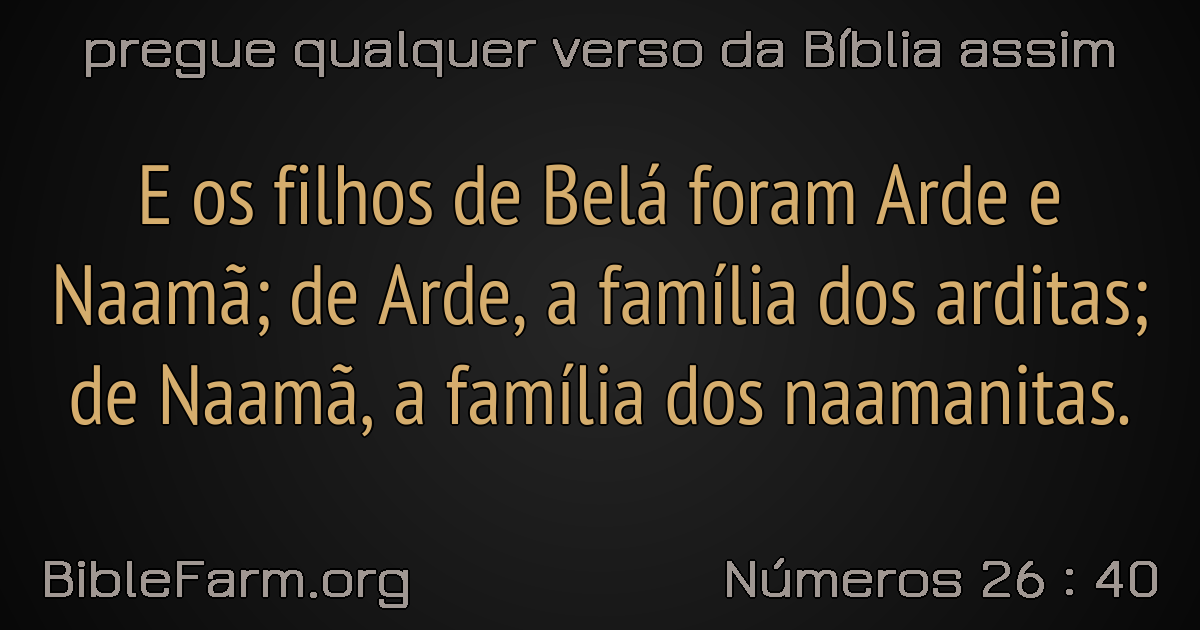 pregue qualquer verso da Bíblia assim
E os filhos de Belá foram Arde e
Naamã; de Arde, a família dos arditas;
de Naamã, a família dos naamanitas.
BibleFarm.org
Números 26 : 40